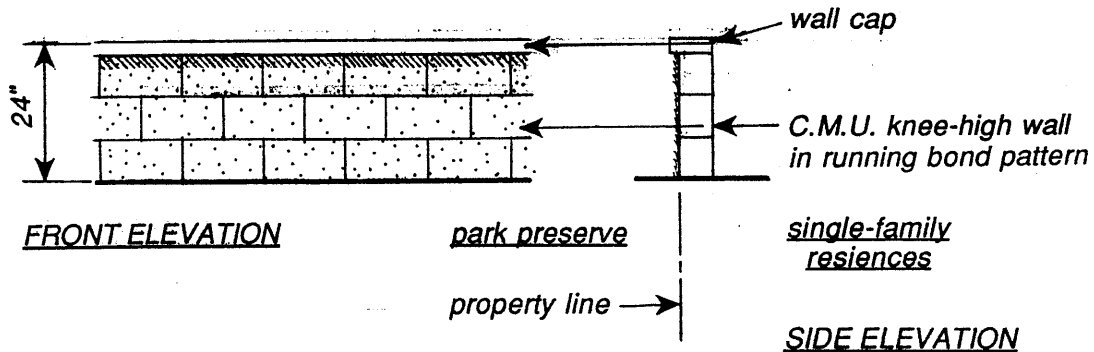 wall cap
24"
C.M.U. knee-high wall
in running bond pattern
FRONT ELEVATION
park preserve
single-family
resiences
property line
SIDE ELEVATION